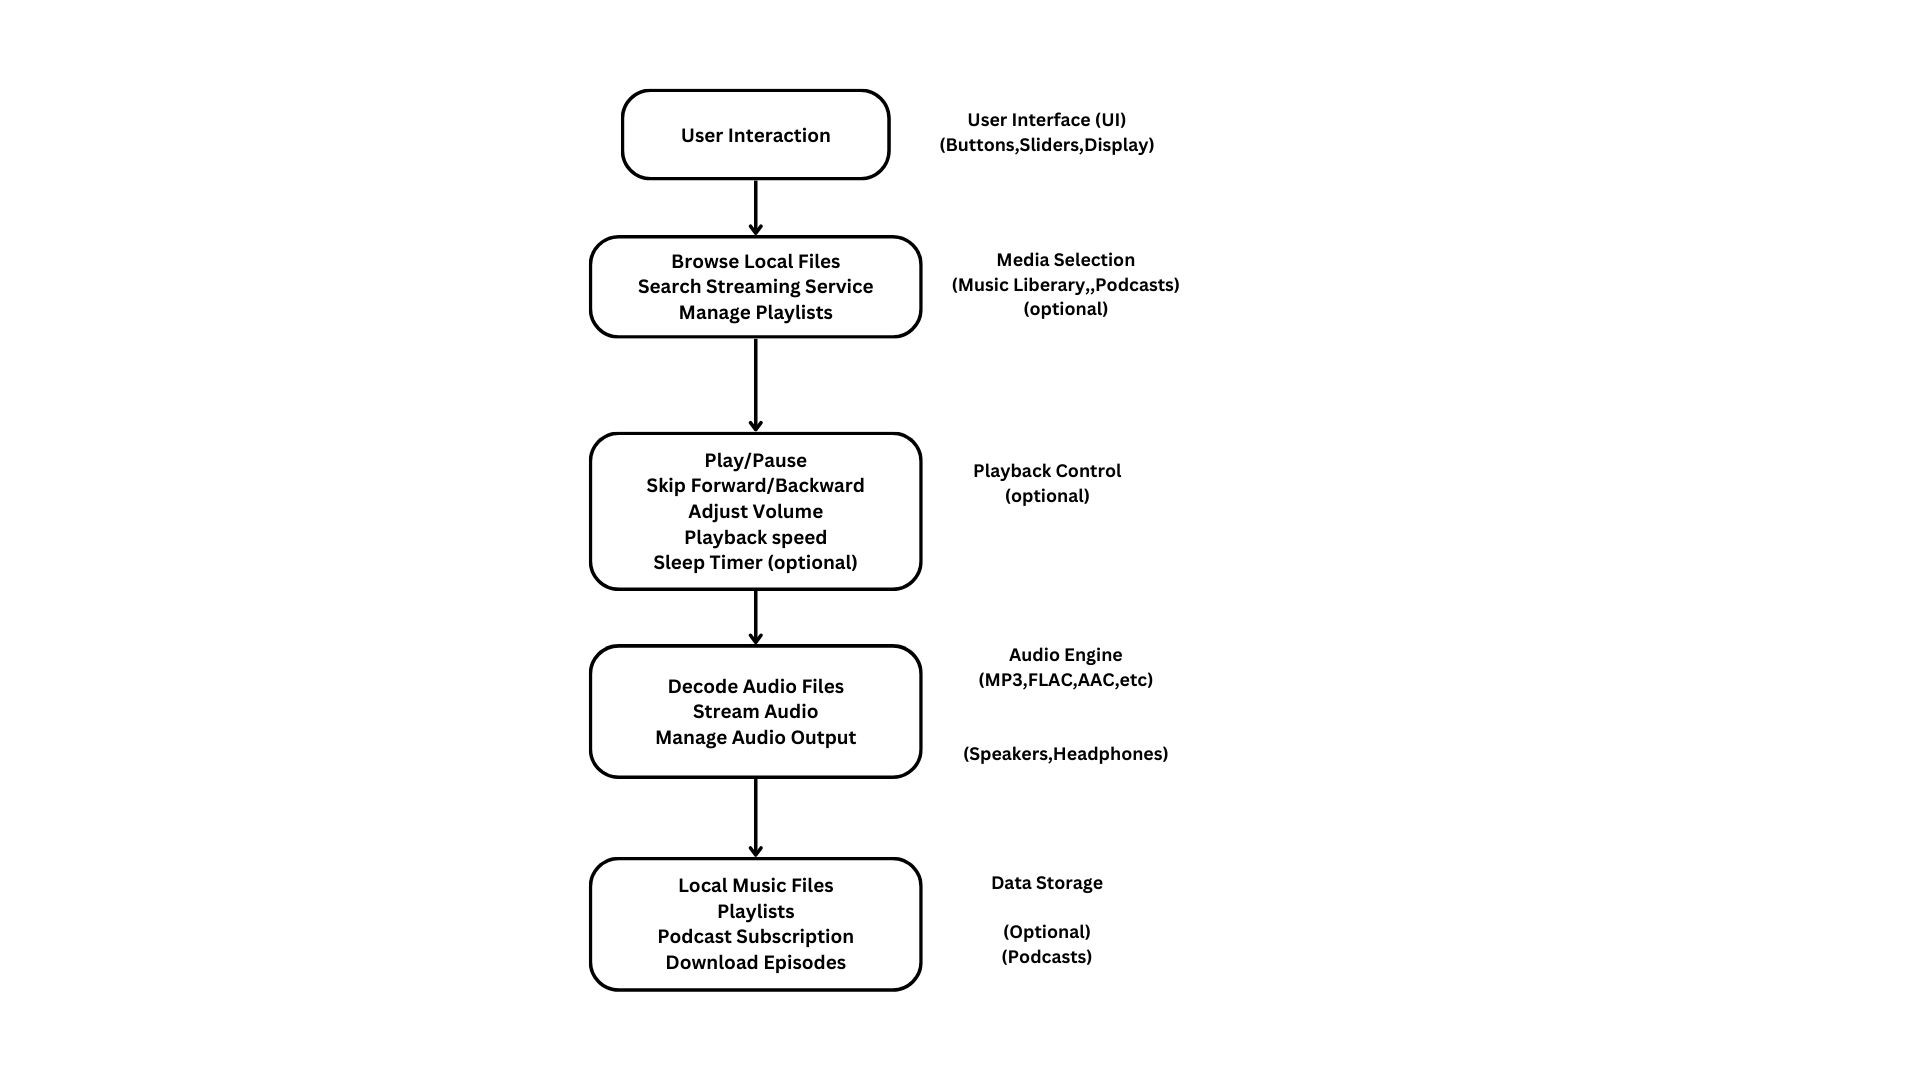 User Interaction
User Interface (UI)
(Buttons,Sliders,Display)
Browse Local Files
Search Streaming Service
Manage Playlists
Media Selection
(Music Liberary,,Podcasts)
(optional)
Play/Pause
Skip Forward/Backward
Adjust Volume
Playback speed
Sleep Timer (optional)
Playback Control
(optional)
Decode Audio Files
Stream Audio
Manage Audio Output
Audio Engine
(MP3,FLAC,AAC,etc)
(Speakers,Headphones)
Local Music Files
Playlists
Podcast Subscription
Download Episodes
Data Storage
(Optional)
(Podcasts)